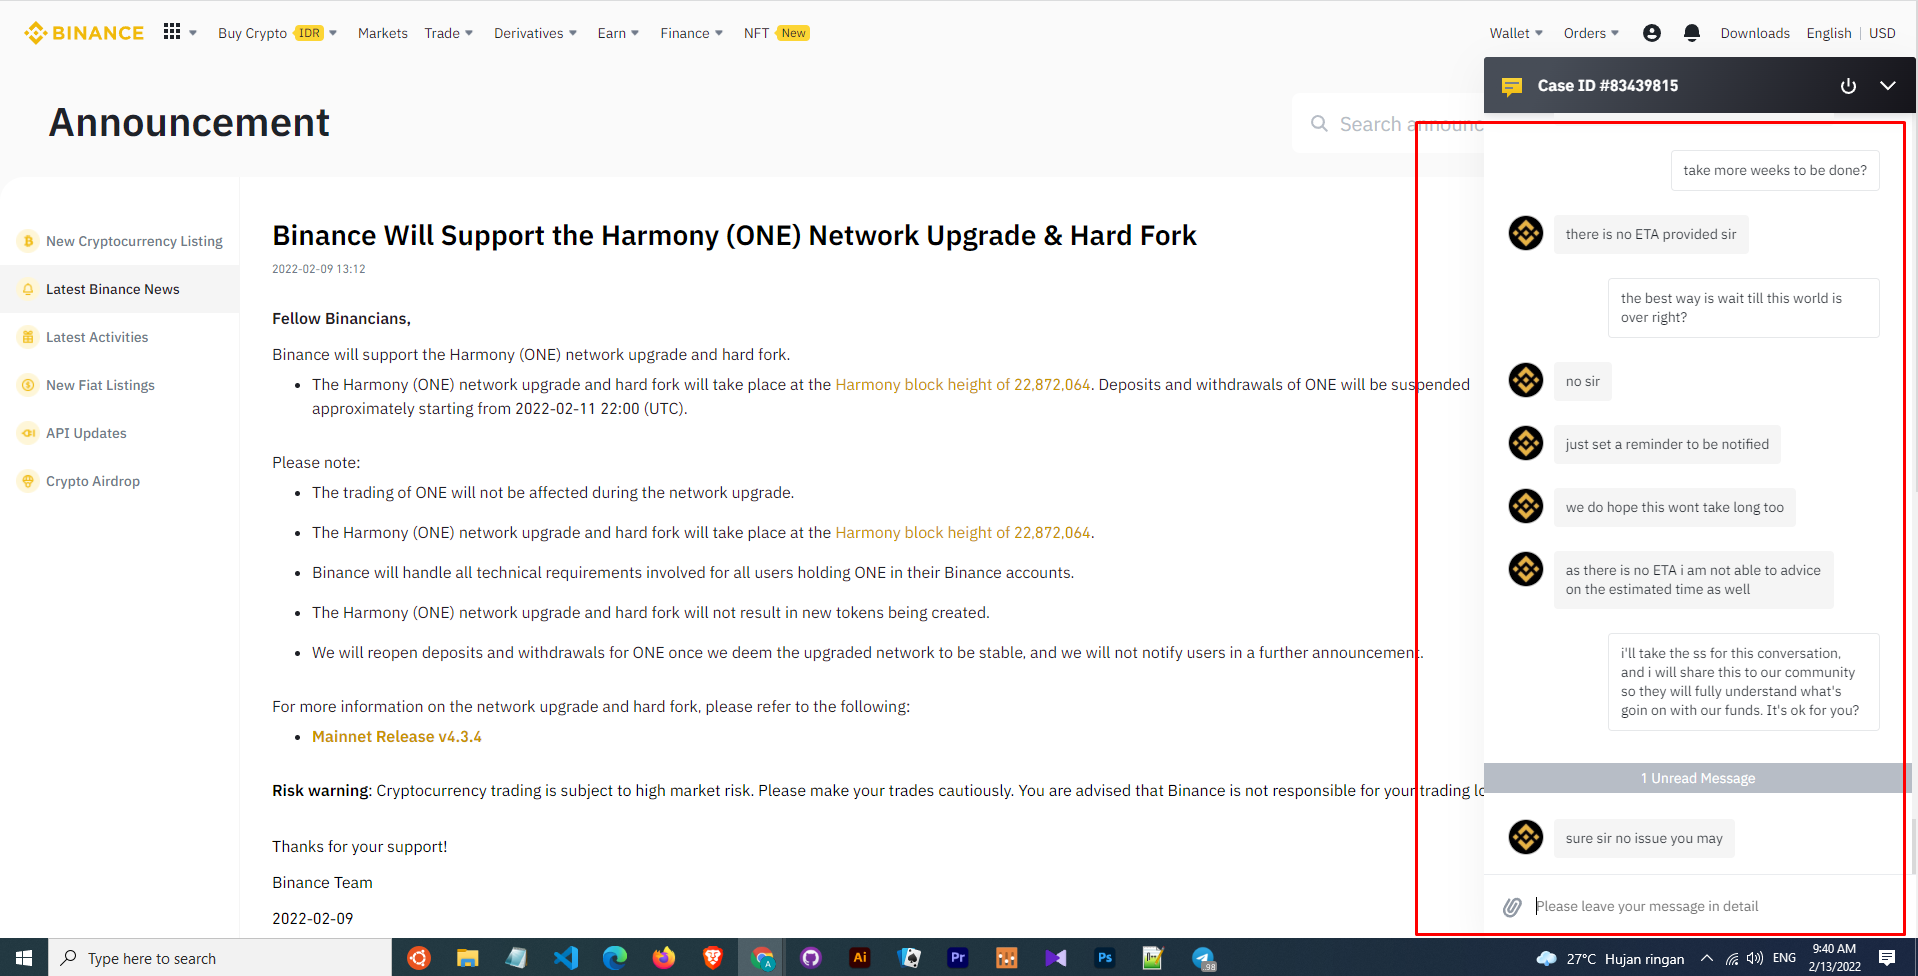 BINANCE
Buy Crypto IDR Markets Trade Derivatives Earn Finance NFT New
Wallet Orders Downloads English | USD
Case ID #83439815
Announcement
Search announc
New Cryptocurrency Listing
Latest Binance News
Latest Activities
New Fiat Listings
API Updates
Crypto Airdrop
Binance Will Support the Harmony (ONE) Network Upgrade & Hard Fork
2022-02-09 13:12
Fellow Binancians,
Binance will support the Harmony (ONE) network upgrade and hard fork.
• The Harmony (ONE) network upgrade and hard fork will take place at the Harmony block height of 22,872,064. Deposits and withdrawals of ONE will be suspended
approximately starting from 2022-02-11 22:00 (UTC).
Please note:
• The trading of ONE will not be affected during the network upgrade.
• The Harmony (ONE) network upgrade and hard fork will take place at the Harmony block height of 22,872,064.
• Binance will handle all technical requirements involved for all users holding ONE in their Binance accounts.
• The Harmony (ONE) network upgrade and hard fork will not result in new tokens being created.
• We will reopen deposits and withdrawals for ONE once we deem the upgraded network to be stable, and we will not notify users in a further announcement.
For more information on the network upgrade and hard fork, please refer to the following:
• Mainnet Release v4.3.4
Risk warning: Cryptocurrency trading is subject to high market risk. Please make your trades cautiously. You are advised that Binance is not responsible for your trading lo
Thanks for your support!
Binance Team
2022-02-09
take more weeks to be done?
there is no ETA provided sir
the best way is wait till this world is
over right?
no sir
just set a reminder to be notified
we do hope this wont take long too
as there is no ETA i am not able to advice
on the estimated time as well
i'll take the ss for this conversation,
and i will share this to our community
so they will fully understand what's
goin on with our funds. It's ok for you?
1 Unread Message
sure sir no issue you may
Please leave your message in detail
Type here to search
Ai
Pr
Ps
98
27°C Hujan ringan
ENG
9:40 AM
2/13/2022